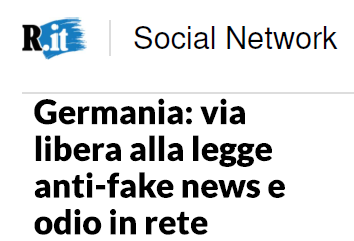 R.it Social Network
Germania: via
libera alla legge
anti-fake news e
odio in rete